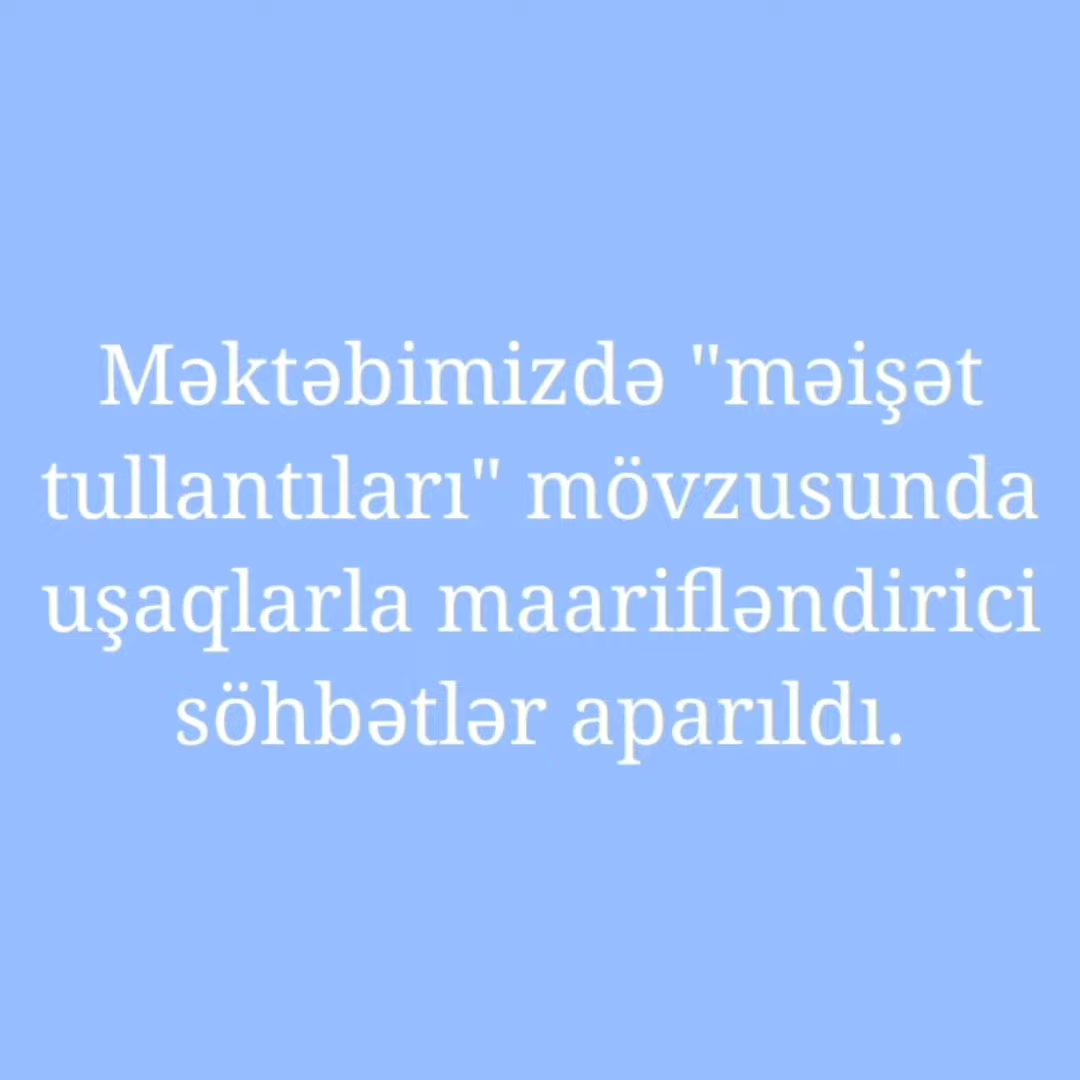 Məktəbimizdə "məişət
tullantıları" mövzusunda
uşaqlarla maarifləndirici
söhbətlər aparıldı.